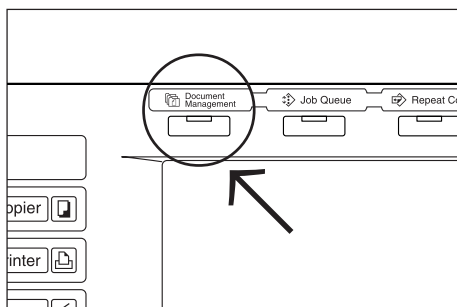 Document
Management
Job Queue
Repeat Co
opier
rinter